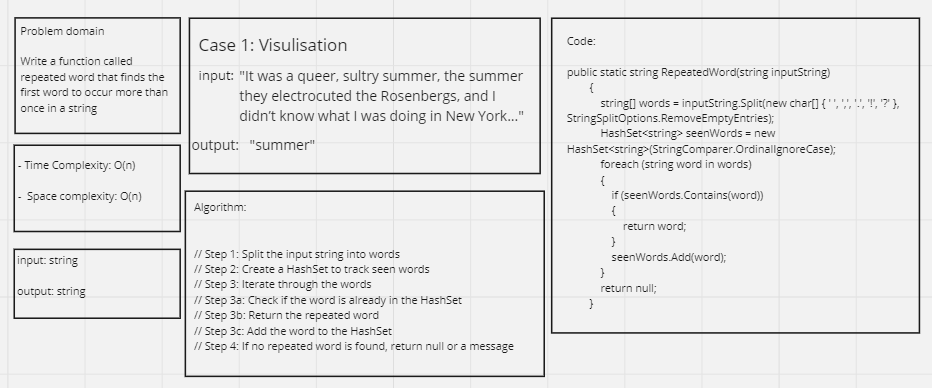 Problem domain
Write a function called
repeated word that finds the
first word to occur more than
once in a string
- Time Complexity: O(n)
- Space complexity: O(n)
input: string
output: string
Case 1: Visulisation
input: "It was a queer, sultry summer, the summer
they electrocuted the Rosenbergs, and I
didn't know what I was doing in New York..."
output: "summer"
Algorithm:
// Step 1: Split the input string into words
// Step 2: Create a HashSet to track seen words
// Step 3: Iterate through the words
// Step 3a: Check if the word is already in the HashSet
// Step 3b: Return the repeated word
// Step 3c: Add the word to the HashSet
// Step 4: If no repeated word is found, return null or a message
Code:
public static string RepeatedWord(string inputString)
{
string[] words = inputString.Split(new char[] { ' ', ',', '.', '!', '?' },
StringSplitOptions.RemoveEmptyEntries);
HashSet<string> seenWords = new
HashSet<string>(StringComparer.OrdinalIgnoreCase);
foreach (string word in words)
{
if (seenWords.Contains(word))
{
return word;
}
seenWords.Add(word);
}
return null;
}